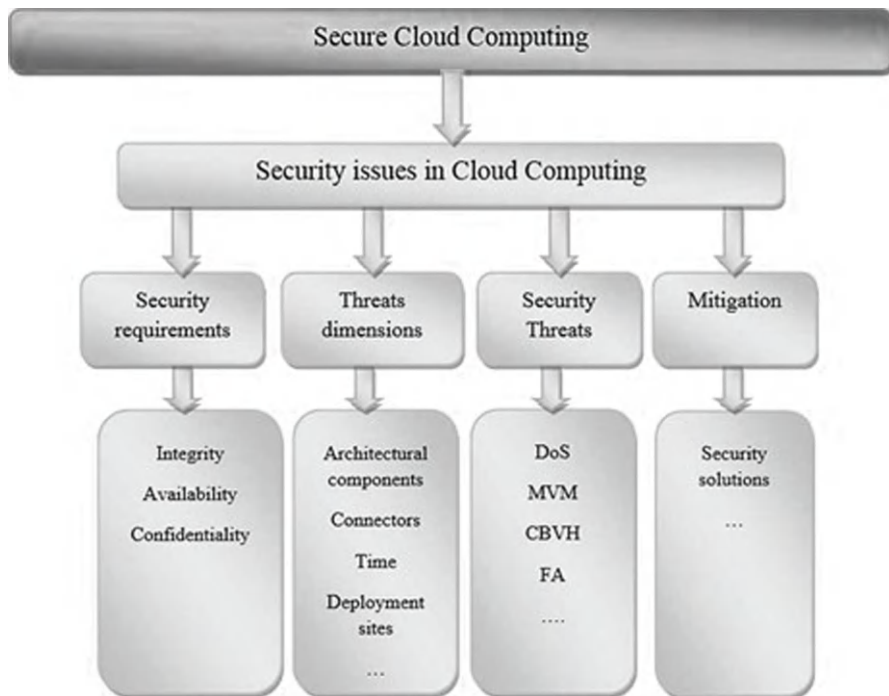 Secure Cloud Computing
Security issues in Cloud Computing
Security
requirements
Threats
dimensions
Security
Threats
Mitigation
Integrity
Availability
Confidentiality
Architectural
components
Connectors
Time
Deployment
sites
...
DoS
MVM
CBVH
FA
....
Security
solutions
...